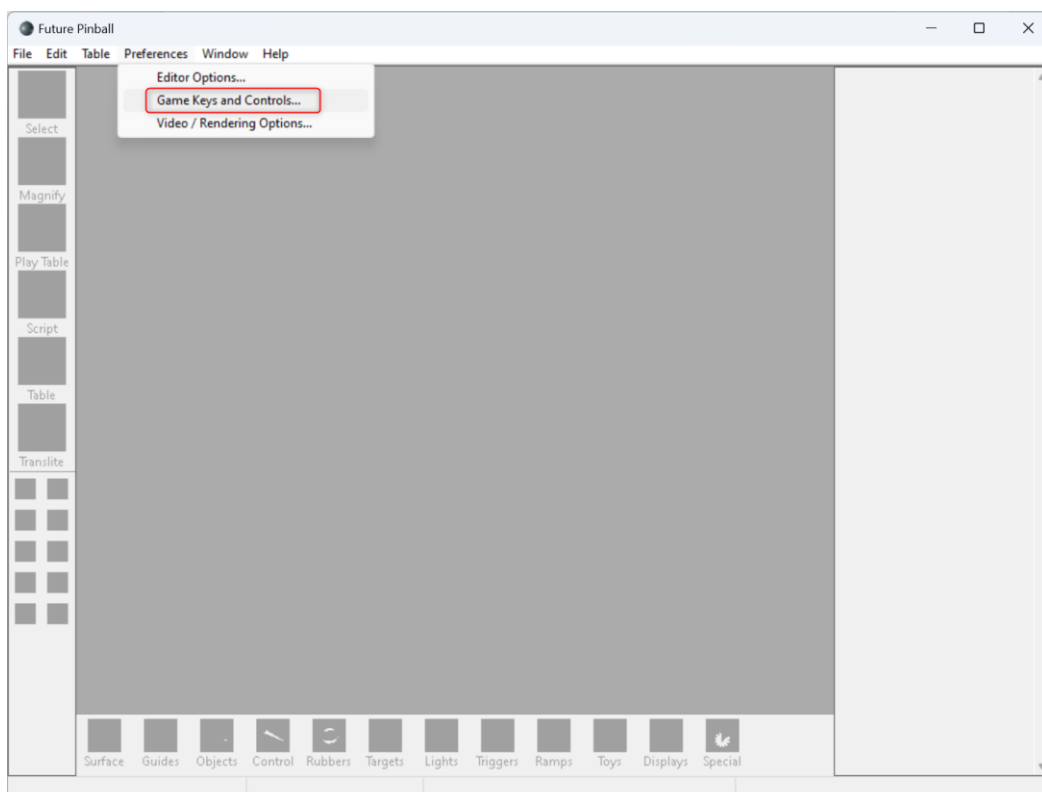 Future Pinball
File Edit Table Preferences Window Help
Editor Options...
Game Keys and Controls...
Video / Rendering Options...
Select
Magnify
Play Table
Script
Table
Translite
Surface Guides Objects Control Rubbers Targets Lights Triggers Ramps Toys Displays Special